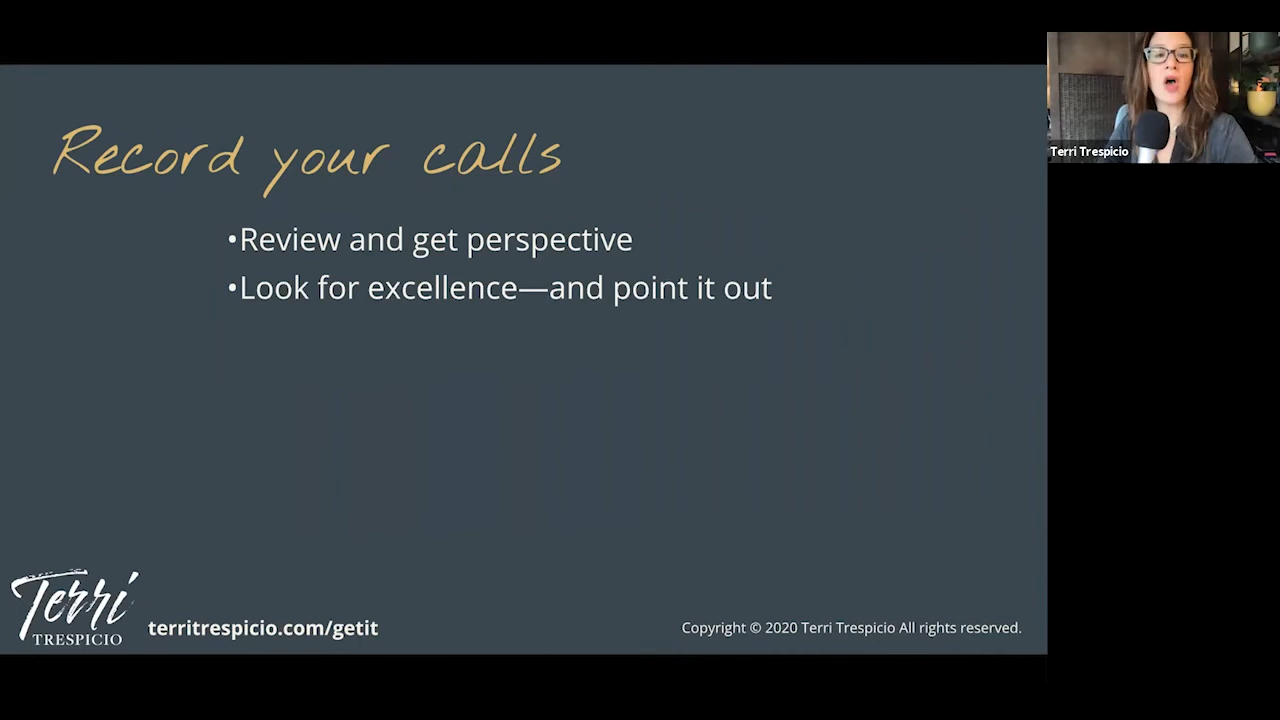 Record your calls
•Review and get perspective
•Look for excellence—and point it out
Terri Trespicio
Terri
TRESPICIO
territrespicio.com/getit
Copyright © 2020 Terri Trespicio All rights reserved.